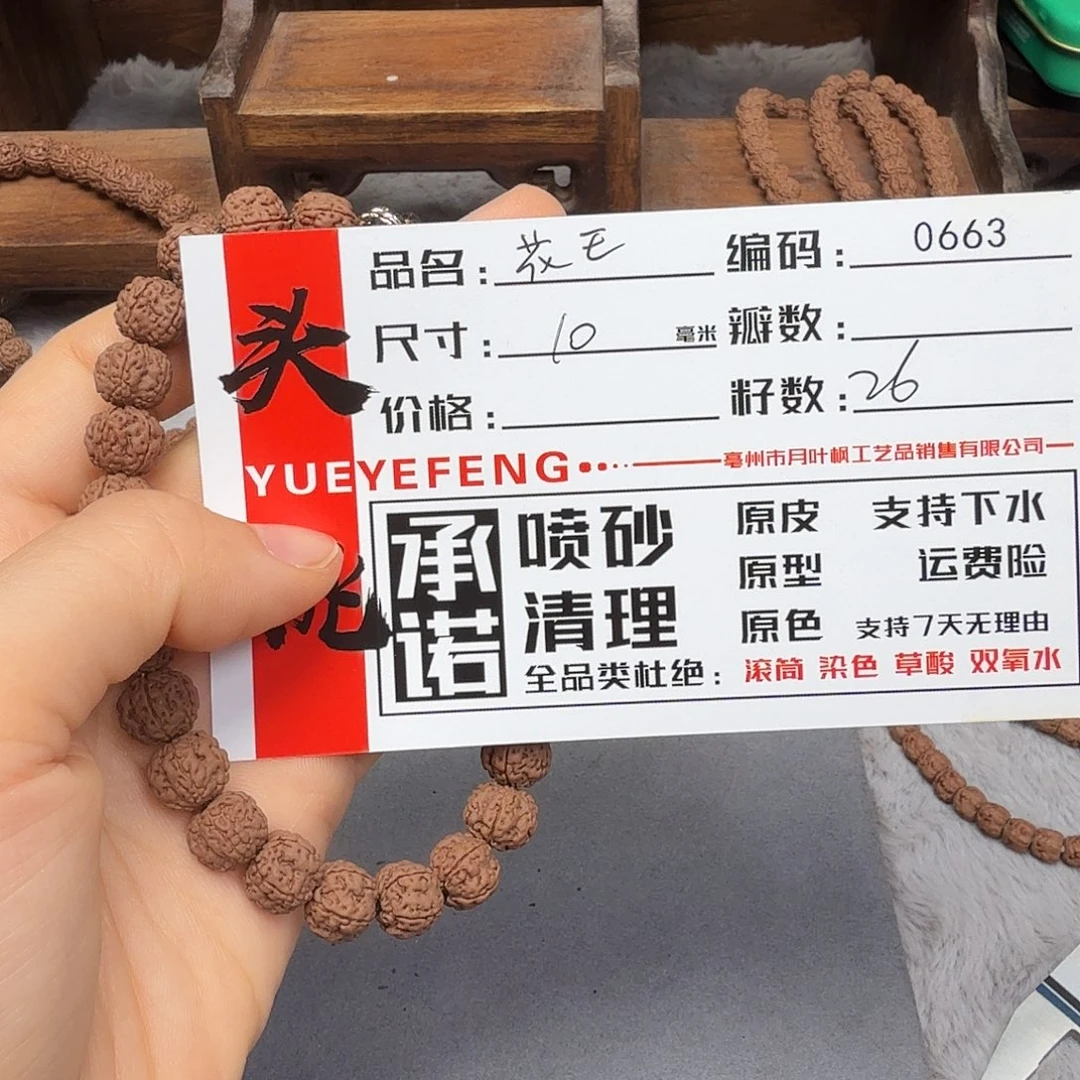 品名： 编码：0663
尺寸：10毫米 瓣数：
价格： 籽数：26
头
YUEYEFENG
亳州市月叶枫工艺品销售有限公司
承诺
喷砂
清理
原皮 支持下水
原型 运费险
原色 支持7天无理由
全品类杜绝：滚筒 染色 草酸 双氧水